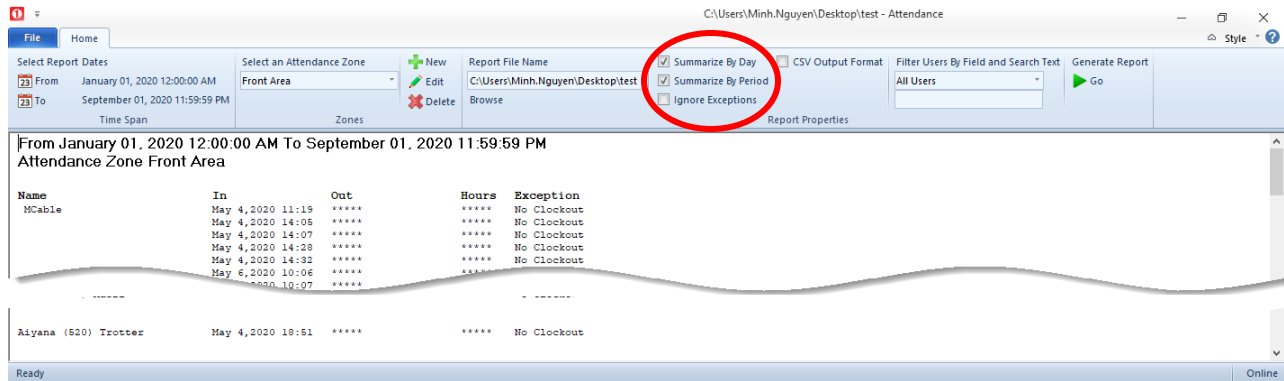 C:\Users\Minh.Nguyen\Desktop\test - Attendance
File Home Style
Select Report Dates
23 From January 01, 2020 12:00:00 AM
23 To September 01, 2020 11:59:59 PM
Time Span
Select an Attendance Zone
Front Area
New
Edit
Delete
Zones
Report File Name
C:\Users\Minh.Nguyen\Desktop\test
Browse
Summarize By Day
Summarize By Period
Ignore Exceptions
CSV Output Format
Filter Users By Field and Search Text
All Users
Report Properties
Generate Report
Go
From January 01, 2020 12:00:00 AM To September 01, 2020 11:59:59 PM
Attendance Zone Front Area
Name In Out Hours Exception
MCable May 4,2020 11:19 ***** ***** No Clockout
May 4,2020 14:05 ***** ***** No Clockout
May 4,2020 14:07 ***** ***** No Clockout
May 4,2020 14:28 ***** ***** No Clockout
May 4,2020 14:32 ***** ***** No Clockout
May 6,2020 10:06 *****
10:07 *****
Aiyana (520) Trotter May 4,2020 18:51 ***** ***** No Clockout
Ready Online